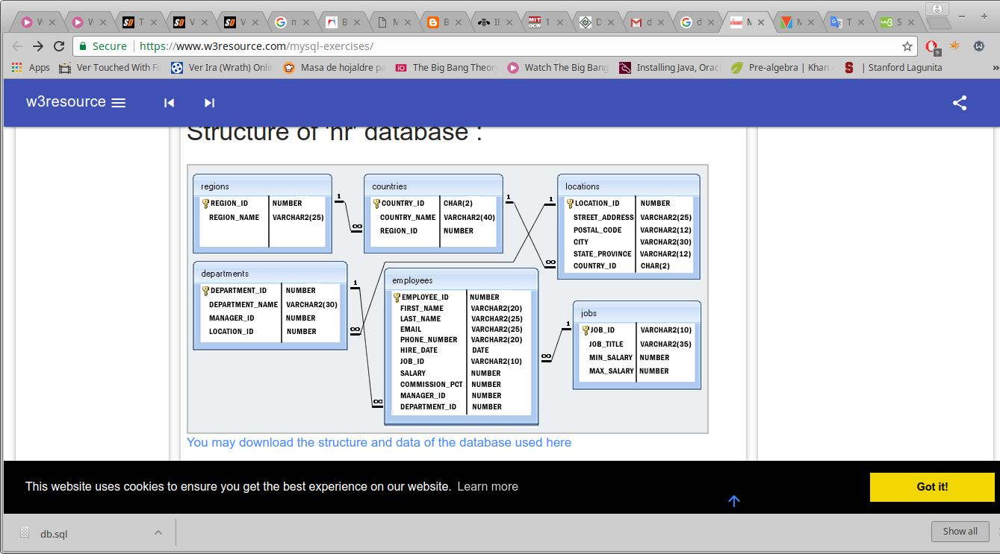 W
W
T
V
V
m
B
M
B
IE
1
D
d
d
M
M
T
S
Secure
https://www.w3resource.com/mysql-exercises/
9
Apps
Ver Touched With Fi
Ver Ira (Wrath) Onlin
Masa de hojaldre pa
The Big Bang Theory
Watch The Big Bang
Installing Java, Orac
Pre-algebra | Khan A
| Stanford Lagunita
»
w3resource
Structure of 'hr' database :
regions
REGION_ID NUMBER
REGION_NAME VARCHAR2(25)
1
∞
countries
COUNTRY_ID CHAR(2)
COUNTRY_NAME VARCHAR2(40)
REGION_ID NUMBER
1
∞
locations
1
LOCATION_ID NUMBER
STREET_ADDRESS VARCHAR2(25)
POSTAL_CODE VARCHAR2(12)
CITY VARCHAR2(30)
STATE_PROVINCE VARCHAR2(12)
COUNTRY_ID CHAR(2)
departments
DEPARTMENT_ID NUMBER
DEPARTMENT_NAME VARCHAR2(30)
MANAGER_ID NUMBER
LOCATION_ID NUMBER
1
∞
employees
EMPLOYEE_ID NUMBER
FIRST_NAME VARCHAR2(20)
LAST_NAME VARCHAR2(25)
EMAIL VARCHAR2(25)
PHONE_NUMBER VARCHAR2(20)
HIRE_DATE DATE
JOB_ID VARCHAR2(10)
SALARY NUMBER
COMMISSION_PCT NUMBER
MANAGER_ID NUMBER
DEPARTMENT_ID NUMBER
∞
∞
1
jobs
JOB_ID VARCHAR2(10)
JOB_TITLE VARCHAR2(35)
MIN_SALARY NUMBER
MAX_SALARY NUMBER
You may download the structure and data of the database used here
This website uses cookies to ensure you get the best experience on our website. Learn more
Got it!
db.sql
Show all